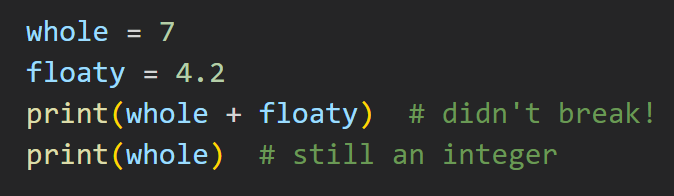 whole = 7
floaty = 4.2
print(whole + floaty)  # didn't break!
print(whole)  # still an integer